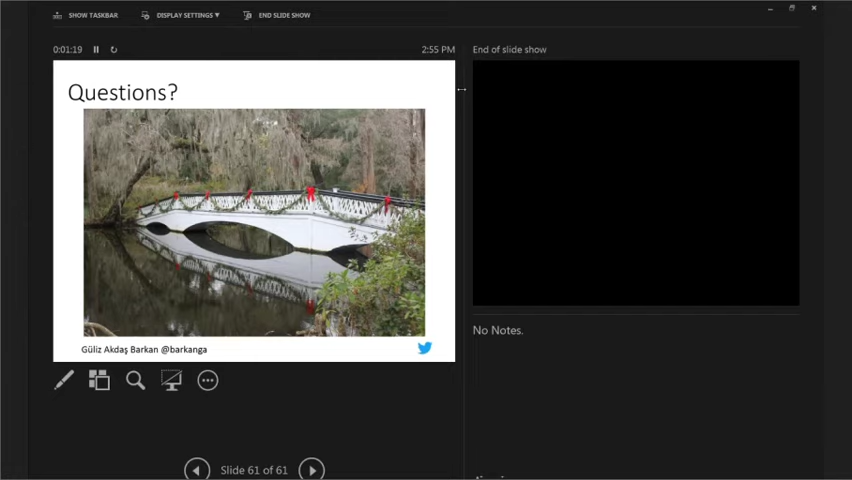 SHOW TASKBAR DISPLAY SETTINGS ▼ END SLIDE SHOW
0:01:19 2:55 PM
Questions?
Güliz Akdaş Barkan @barkanga
Slide 61 of 61
End of slide show
No Notes.